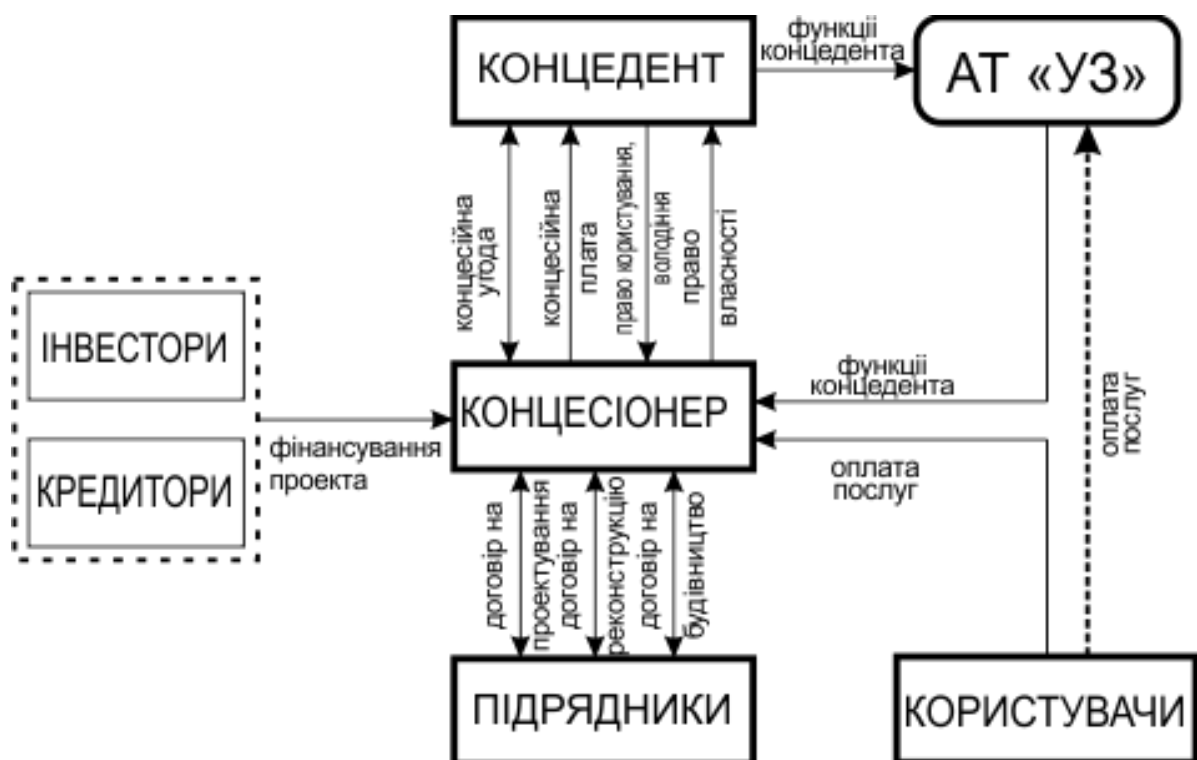 КОНЦЕДЕНТ
функції
концедента
АТ «УЗ»
концесійна
угода
концесійна
плата
право користування,
володіння
право
власності
ІНВЕСТОРИ
КРЕДИТОРИ
фінансування
проекта
КОНЦЕСІОНЕР
функції
концедента
оплата
послуг
оплата
послуг
договір на
проектування
договір на
реконструкцію
договір на
будівництво
ПІДРЯДНИКИ
КОРИСТУВАЧИ